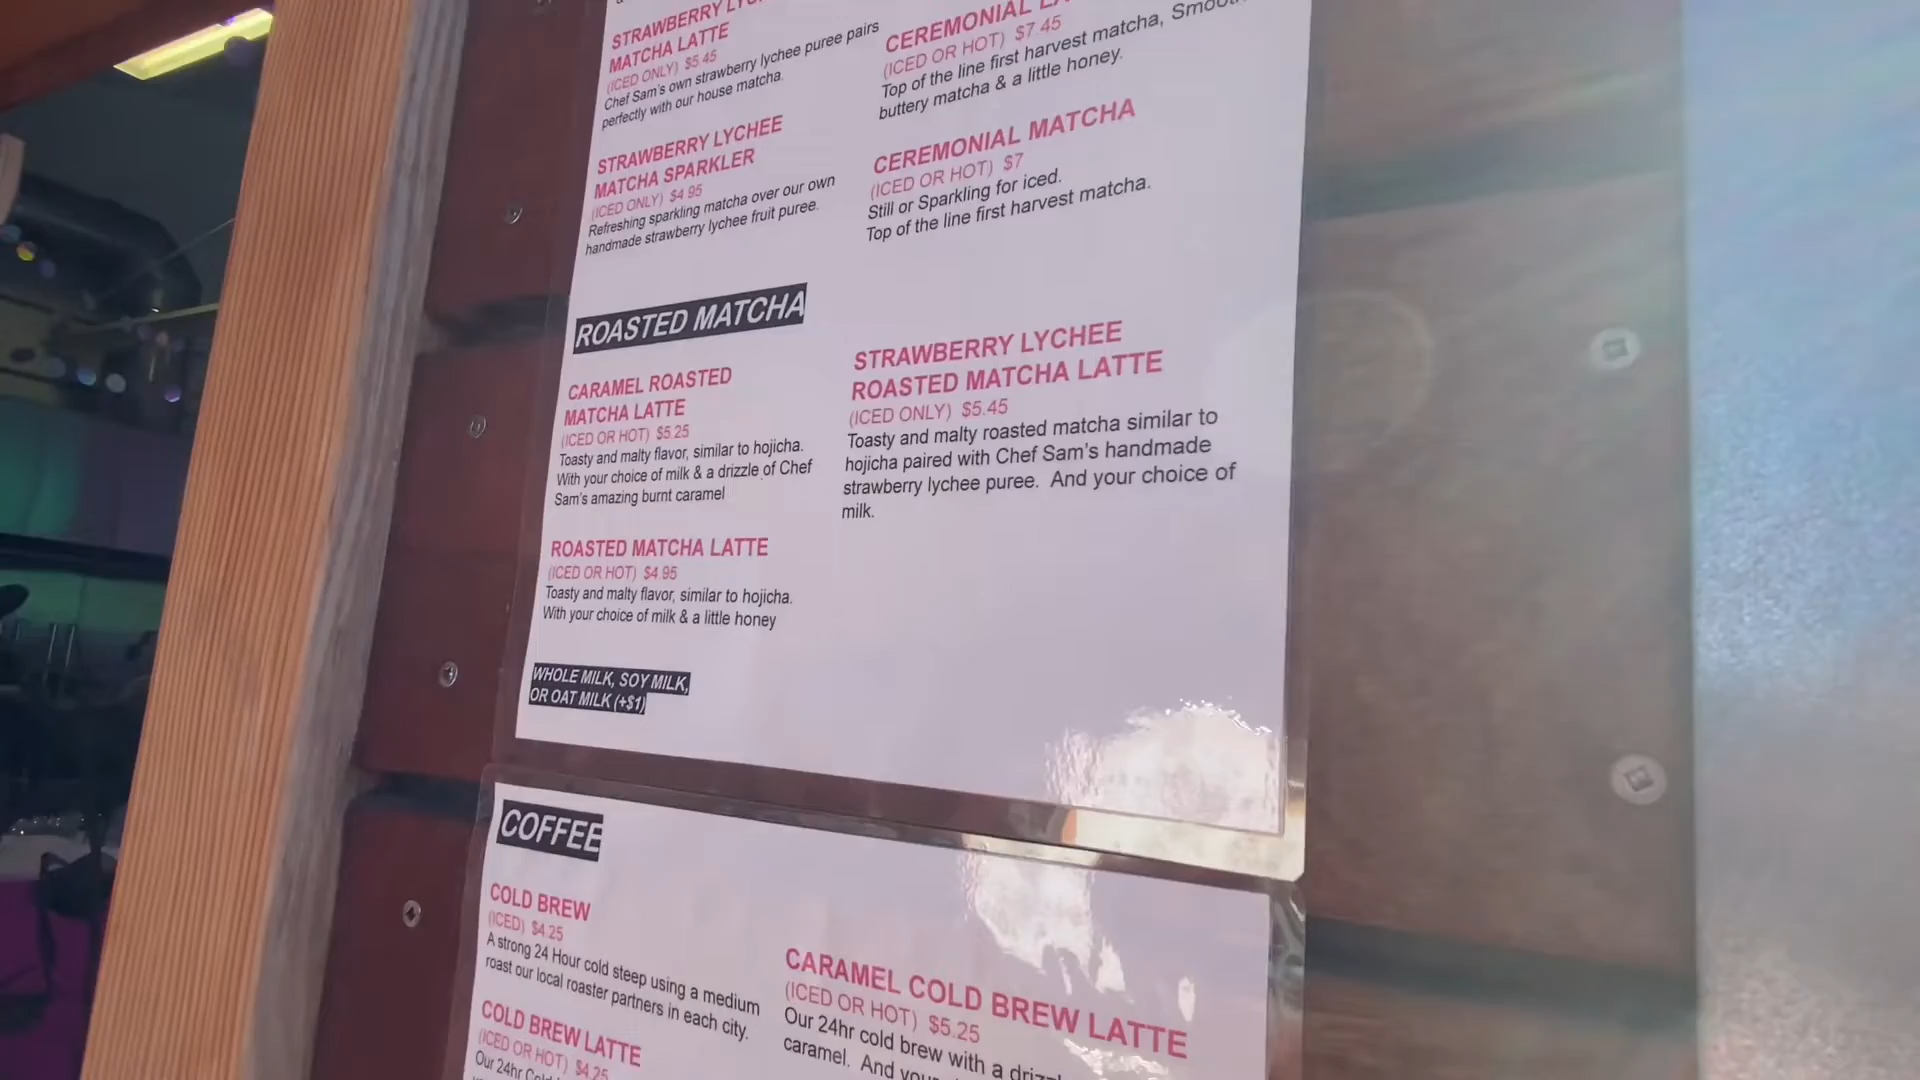 STRAWBERRY
MATCHA LATTE
(ICED ONLY) $5.45
Chef Sam's own strawberry lychee puree pairs
perfectly with our house matcha.
STRAWBERRY LYCHEE
MATCHA SPARKLER
(ICED ONLY) $4.95
Refreshing sparkling matcha over our own
handmade strawberry lychee fruit puree.
CEREMONIAL
(ICED OR HOT) $7.45
Top of the line first harvest matcha,
buttery matcha & a little honey.
CEREMONIAL MATCHA
(ICED OR HOT) $7
Still or Sparkling for iced.
Top of the line first harvest matcha.
ROASTED MATCHA
CARAMEL ROASTED
MATCHA LATTE
(ICED OR HOT) $5.25
Toasty and malty flavor, similar to hojicha.
With your choice of milk & a drizzle of Chef
Sam's amazing burnt caramel
ROASTED MATCHA LATTE
(ICED OR HOT) $4.95
Toasty and malty flavor, similar to hojicha.
With your choice of milk & a little honey
STRAWBERRY LYCHEE
ROASTED MATCHA LATTE
(ICED ONLY) $5.45
Toasty and malty roasted matcha similar to
hojicha paired with Chef Sam's handmade
strawberry lychee puree. And your choice of
milk.
WHOLE MILK, SOY MILK,
OR OAT MILK (+$1)
COFFEE
COLD BREW
(ICED) $4.25
A strong 24 Hour cold steep using a medium
roast our local roaster partners in each city.
COLD BREW LATTE
(ICED OR HOT) $4.25
Our 24hr
CARAMEL COLD BREW LATTE
(ICED OR HOT) $5.25
Our 24hr cold brew with a
caramel. And